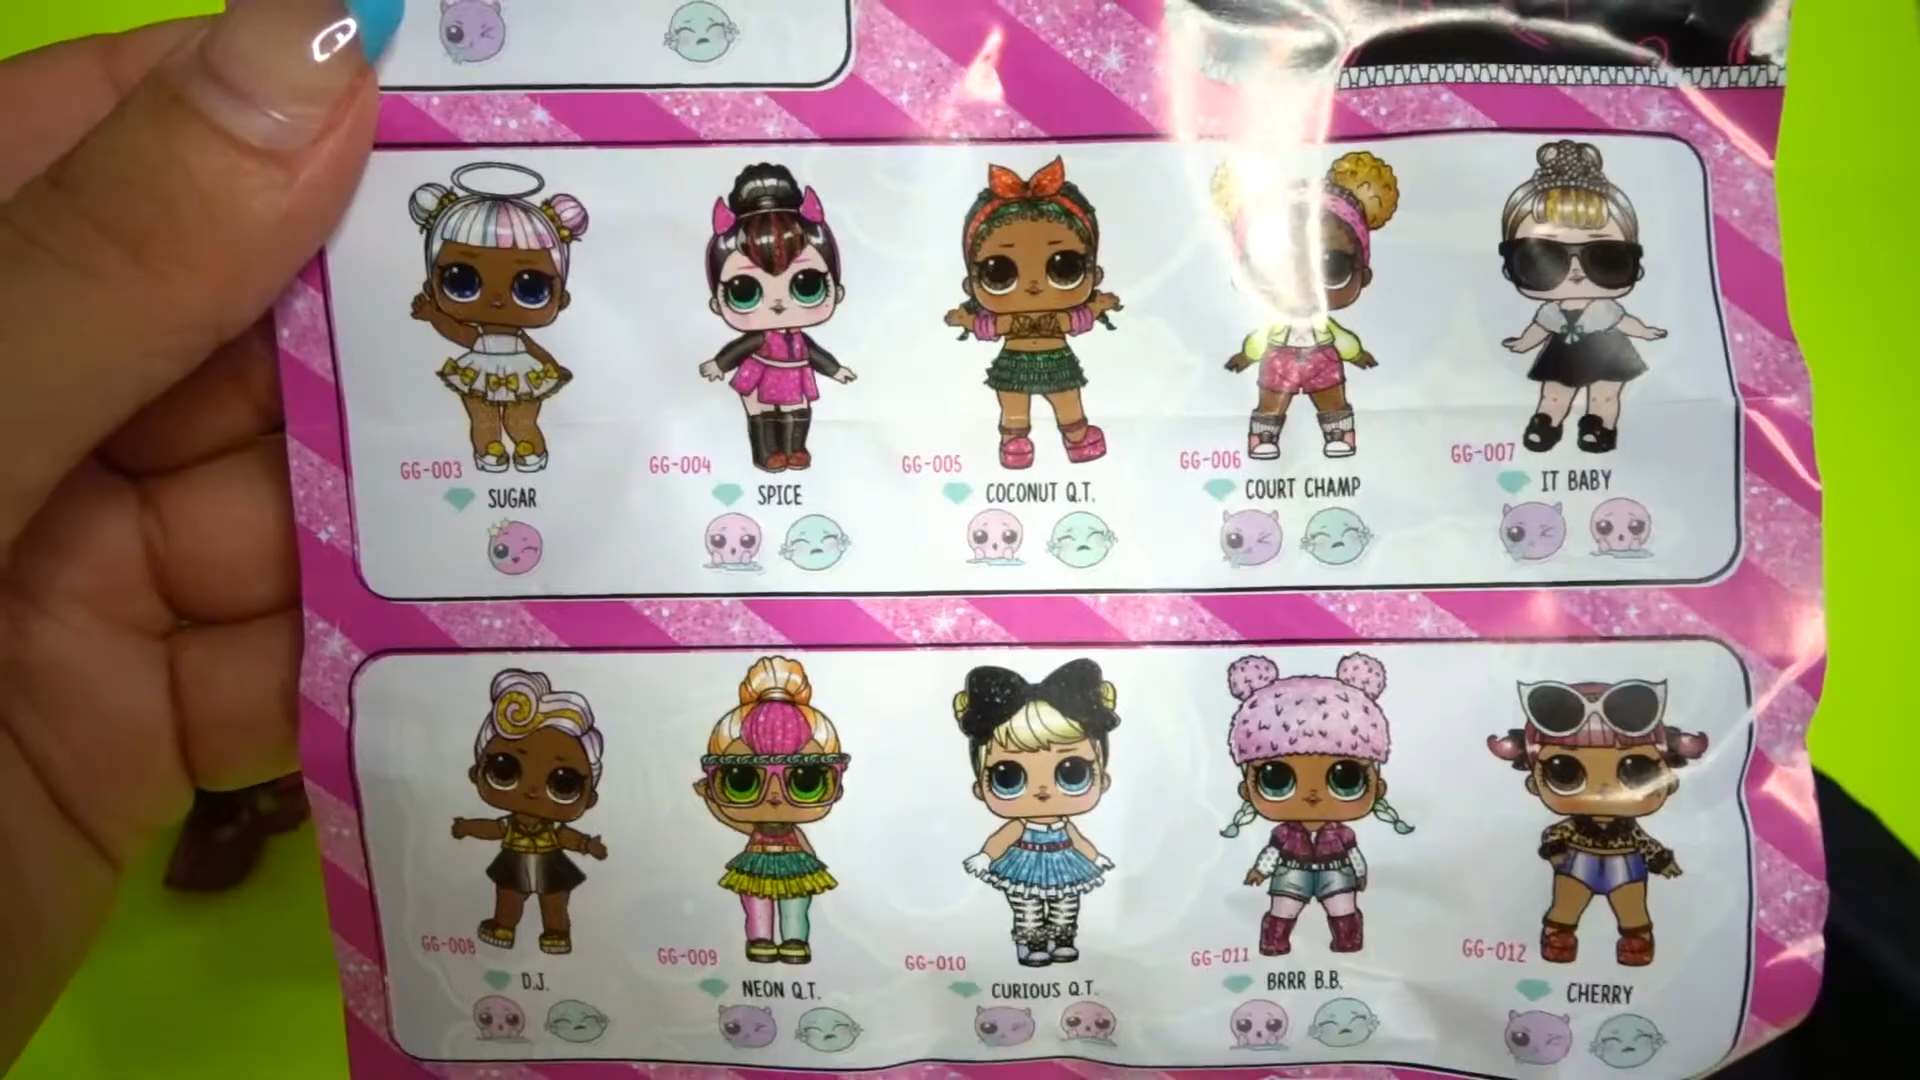 GG-003
SUGAR
GG-004
SPICE
GG-005
COCONUT Q.T.
GG-006
COURT CHAMP
GG-007
IT BABY
GG-008
D.J.
GG-009
NEON Q.T.
GG-010
CURIOUS Q.T.
GG-011
BRRR B.B.
GG-012
CHERRY